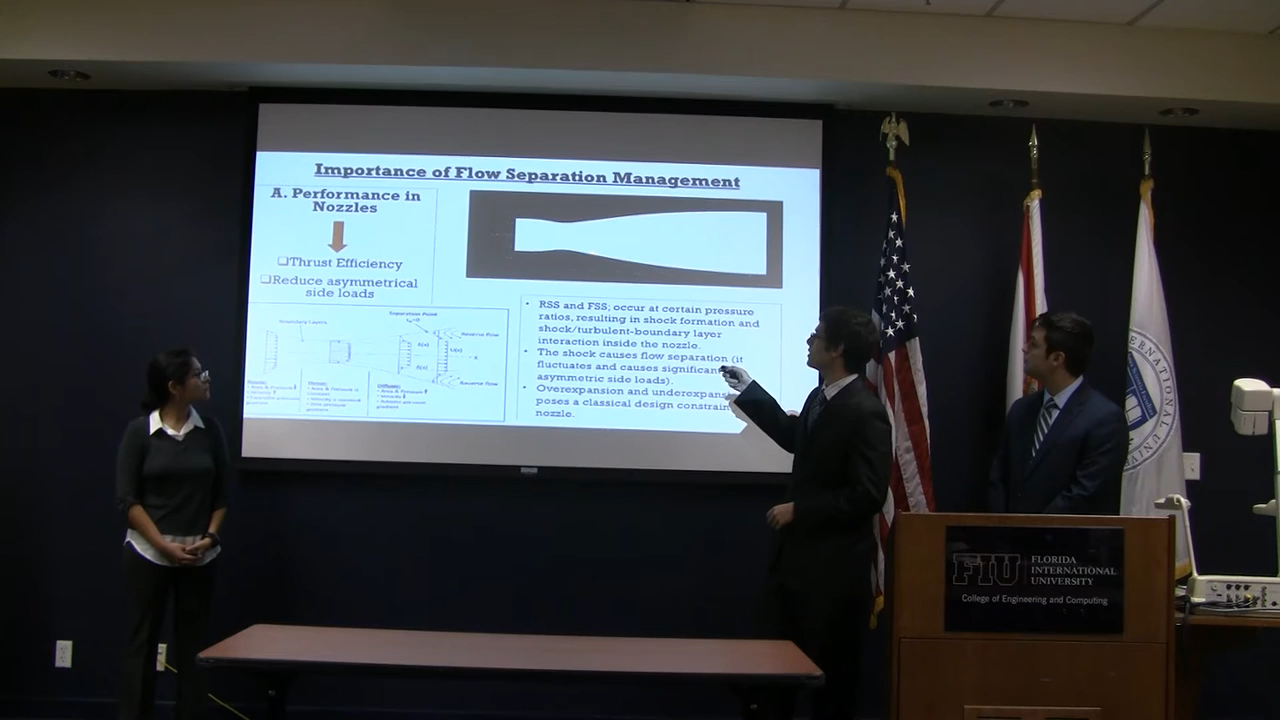 Importance of Flow Separation Management
A. Performance in
Nozzles
❑Thrust Efficiency
❑Reduce asymmetrical
side loads
• RSS and FSS; occur at certain pressure
ratios, resulting in shock formation and
shock/turbulent-boundary layer
interaction inside the nozzle.
• The shock causes flow separation (it
fluctuates and causes significan
asymmetric side loads).
• Overexpansion and underexpans
poses a classical design constrain
nozzle.
Boundary Layers
Separation Point
Reverse flow
Reverse flow
FIU
FLORIDA
INTERNATIONAL
UNIVERSITY
College of Engineering and Computing